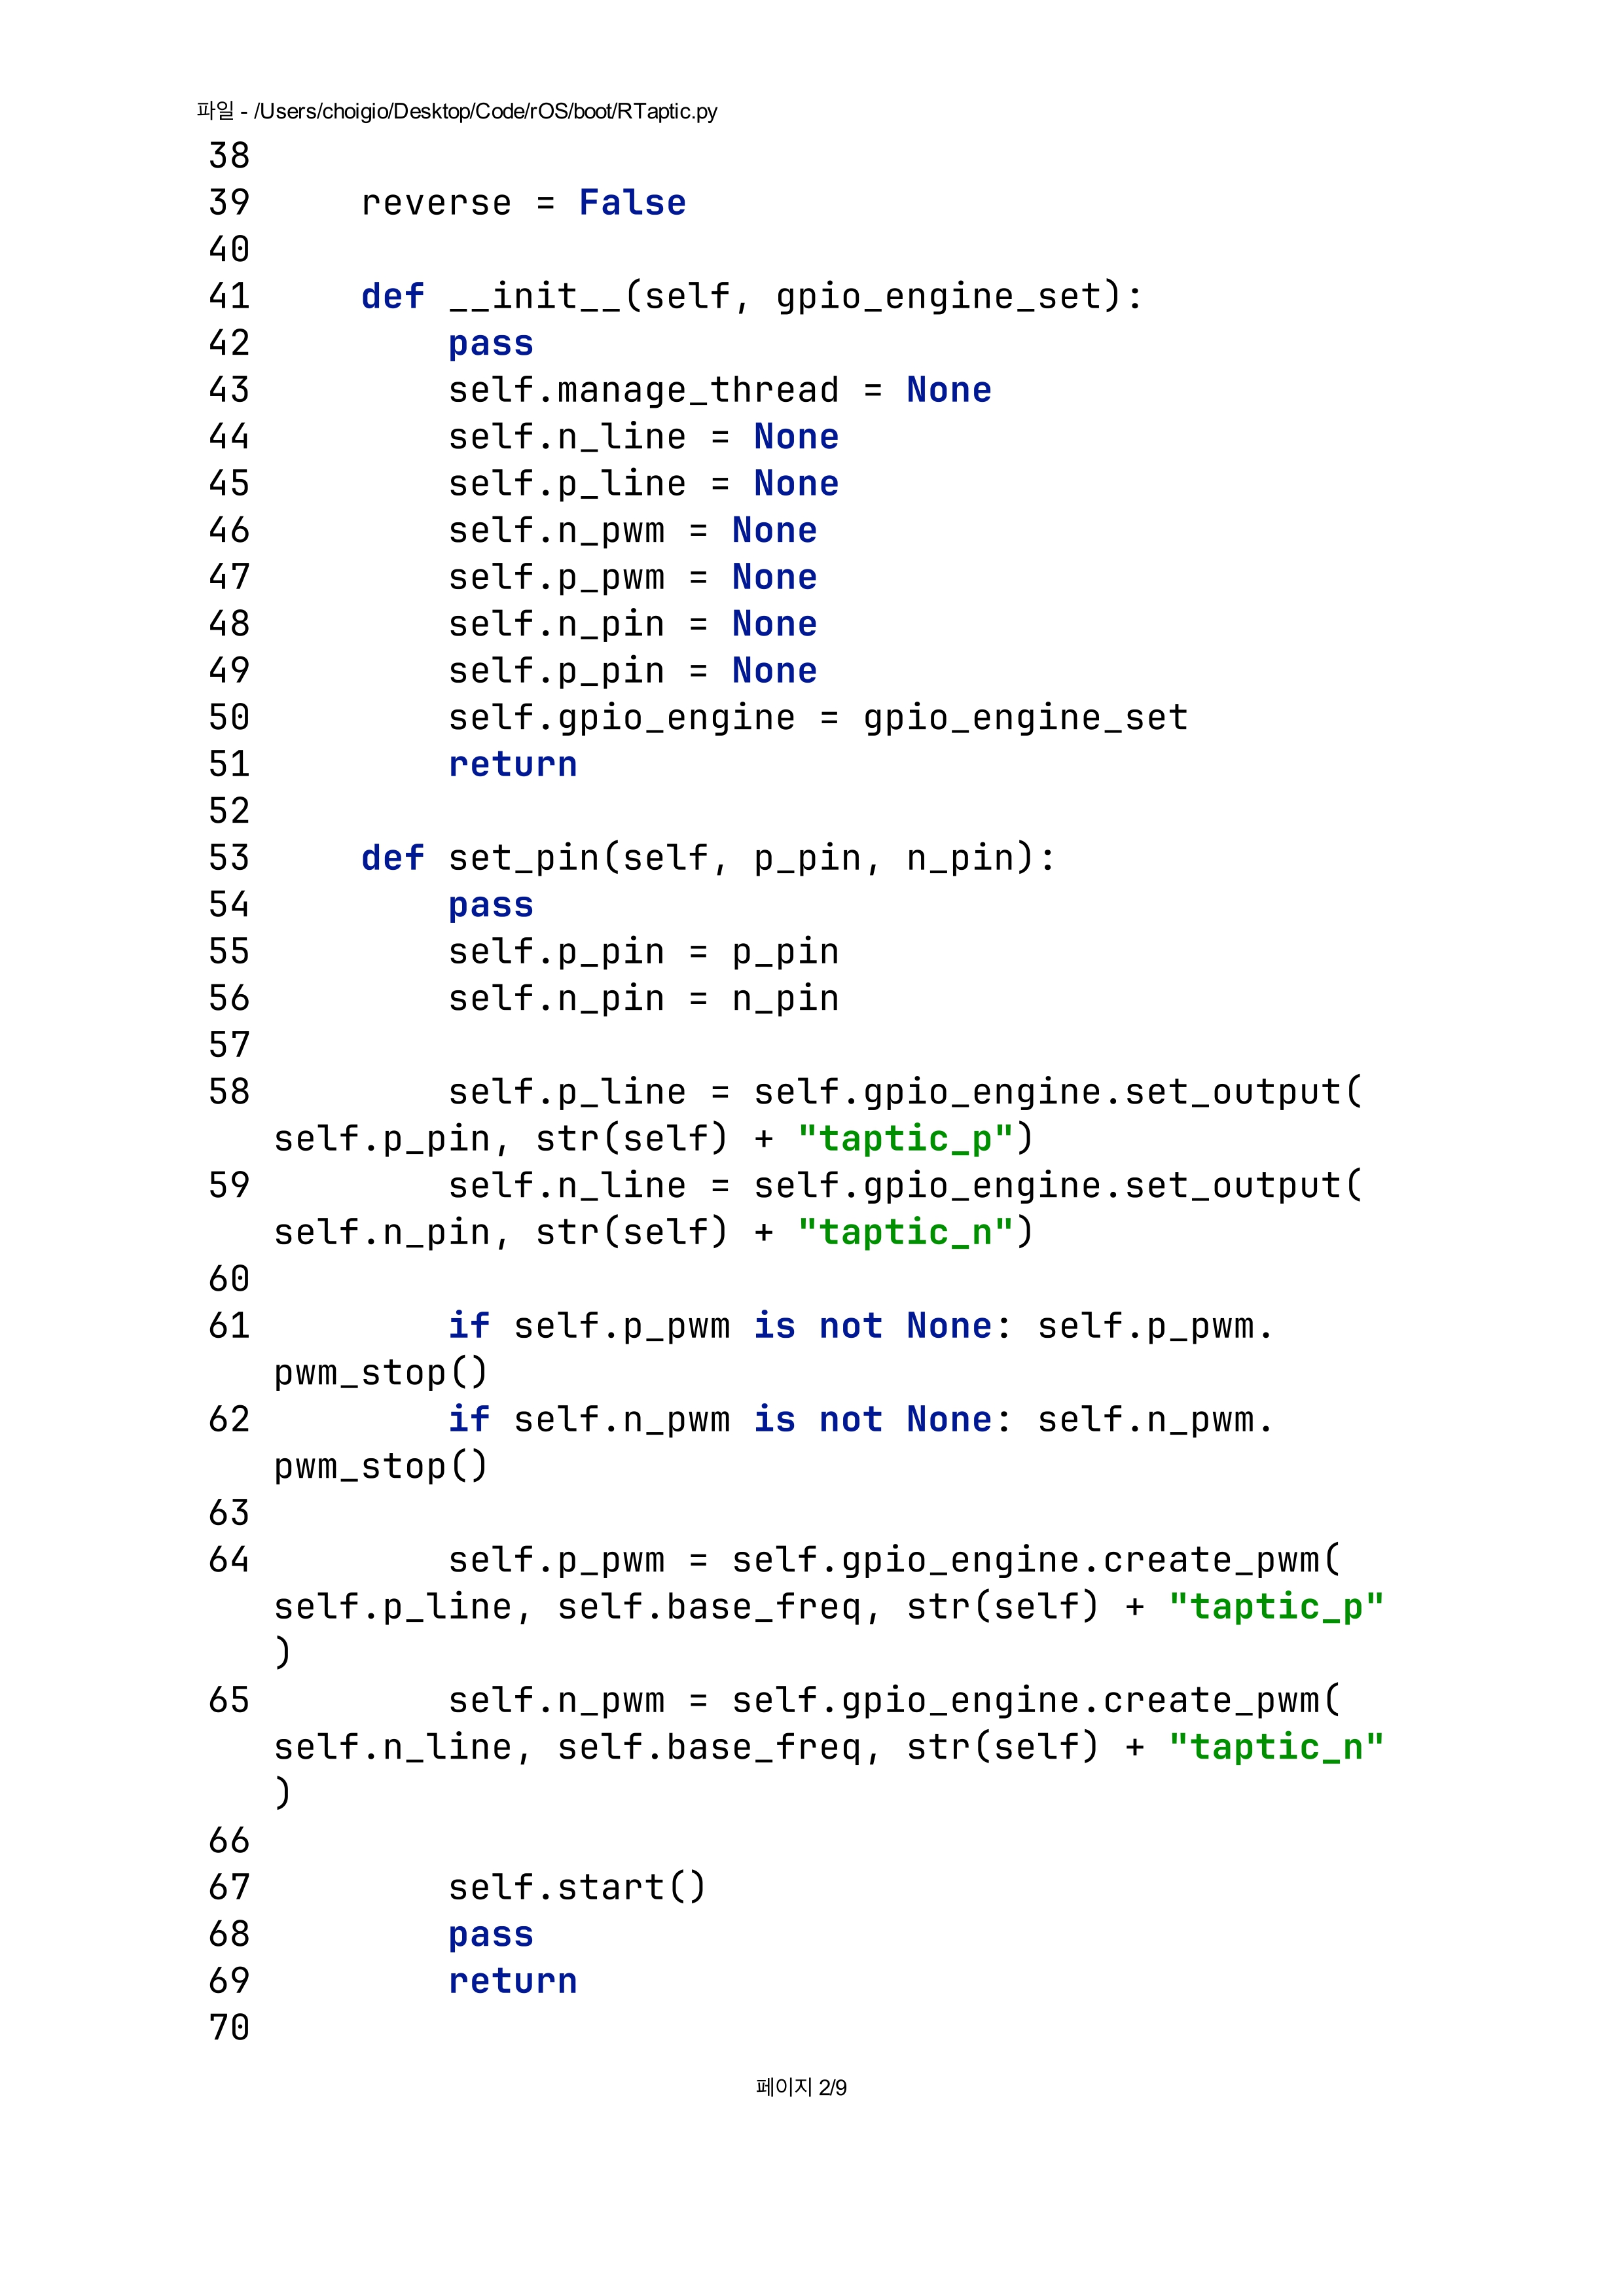 파일 - /Users/choigio/Desktop/Code/rOS/boot/RTaptic.py
38
39     reverse = False
40
41     def __init__(self, gpio_engine_set):
42         pass
43         self.manage_thread = None
44         self.n_line = None
45         self.p_line = None
46         self.n_pwm = None
47         self.p_pwm = None
48         self.n_pin = None
49         self.p_pin = None
50         self.gpio_engine = gpio_engine_set
51         return
52
53     def set_pin(self, p_pin, n_pin):
54         pass
55         self.p_pin = p_pin
56         self.n_pin = n_pin
57
58         self.p_line = self.gpio_engine.set_output(
self.p_pin, str(self) + "taptic_p")
59         self.n_line = self.gpio_engine.set_output(
self.n_pin, str(self) + "taptic_n")
60
61         if self.p_pwm is not None: self.p_pwm.
pwm_stop()
62         if self.n_pwm is not None: self.n_pwm.
pwm_stop()
63
64         self.p_pwm = self.gpio_engine.create_pwm(
self.p_line, self.base_freq, str(self) + "taptic_p"
)
65         self.n_pwm = self.gpio_engine.create_pwm(
self.n_line, self.base_freq, str(self) + "taptic_n"
)
66
67         self.start()
68         pass
69         return
70
페이지 2/9